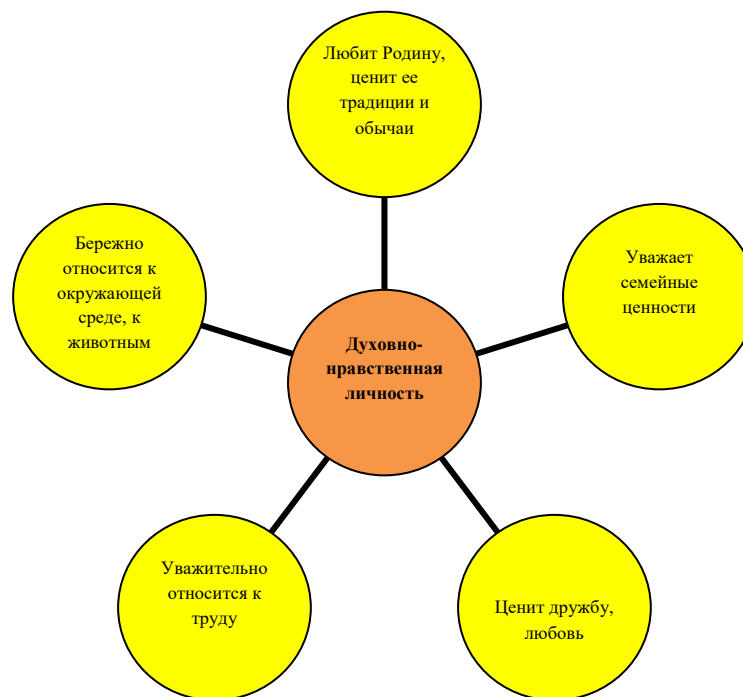 Любит Родину,
ценит ее
традиции и
обычаи
Бережно
относится к
окружающей
среде, к
животным
Уважает
семейные
ценности
Духовно-
нравственная
личность
Уважительно
относится к
труду
Ценит дружбу,
любовь